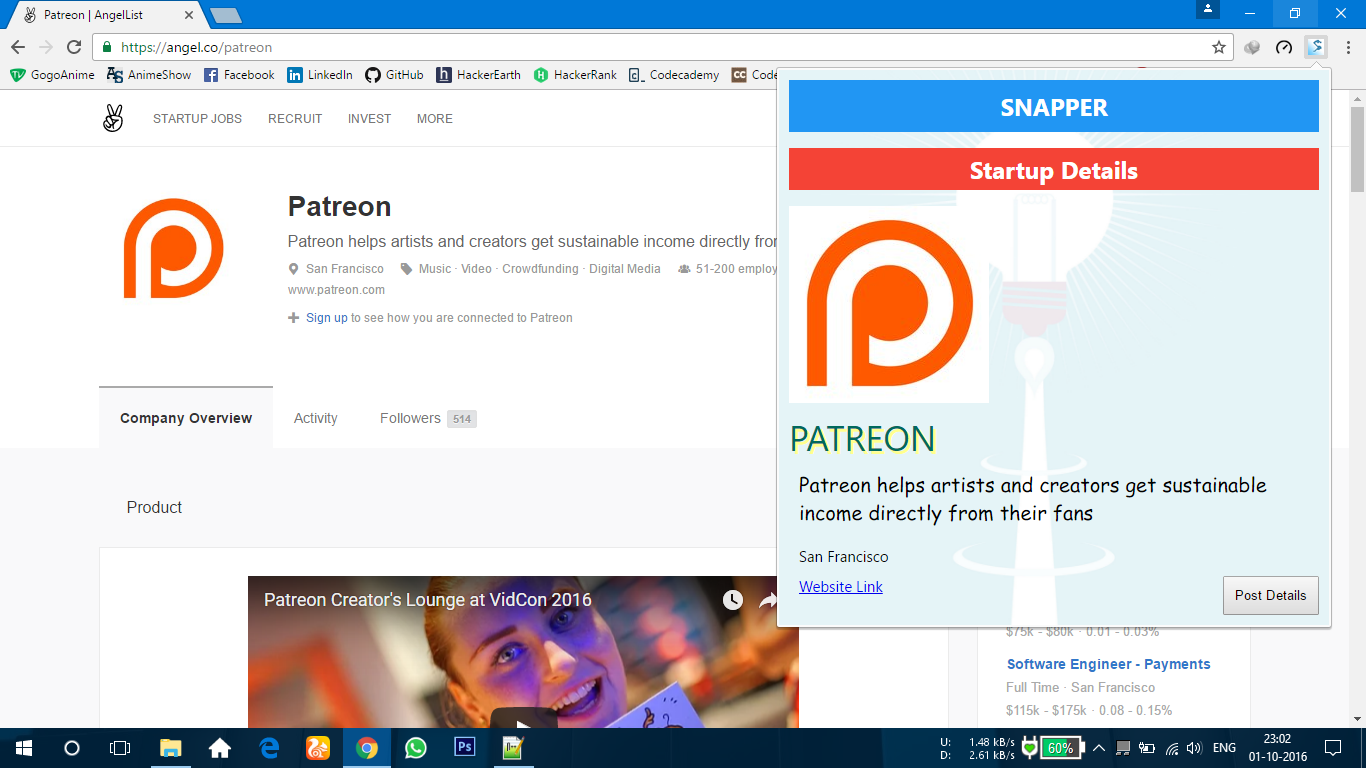 Patreon | AngelList
https://angel.co/patreon
GogoAnime AnimeShow Facebook LinkedIn GitHub HackerEarth HackerRank Codecademy Code
STARTUP JOBS RECRUIT INVEST MORE
Patreon
Patreon helps artists and creators get sustainable income directly from
San Francisco Music · Video · Crowdfunding · Digital Media 51-200 employ
www.patreon.com
Sign up to see how you are connected to Patreon
Company Overview Activity Followers 514
Product
Patreon Creator's Lounge at VidCon 2016
SNAPPER
Startup Details
PATREON
Patreon helps artists and creators get sustainable
income directly from their fans
San Francisco
Website Link
Post Details
$75k - $80k · 0.01 - 0.03%
Software Engineer - Payments
Full Time · San Francisco
$115k - $175k · 0.08 - 0.15%
U: 1.48 kB/s
D: 2.61 kB/s
60%
ENG
23:02
01-10-2016